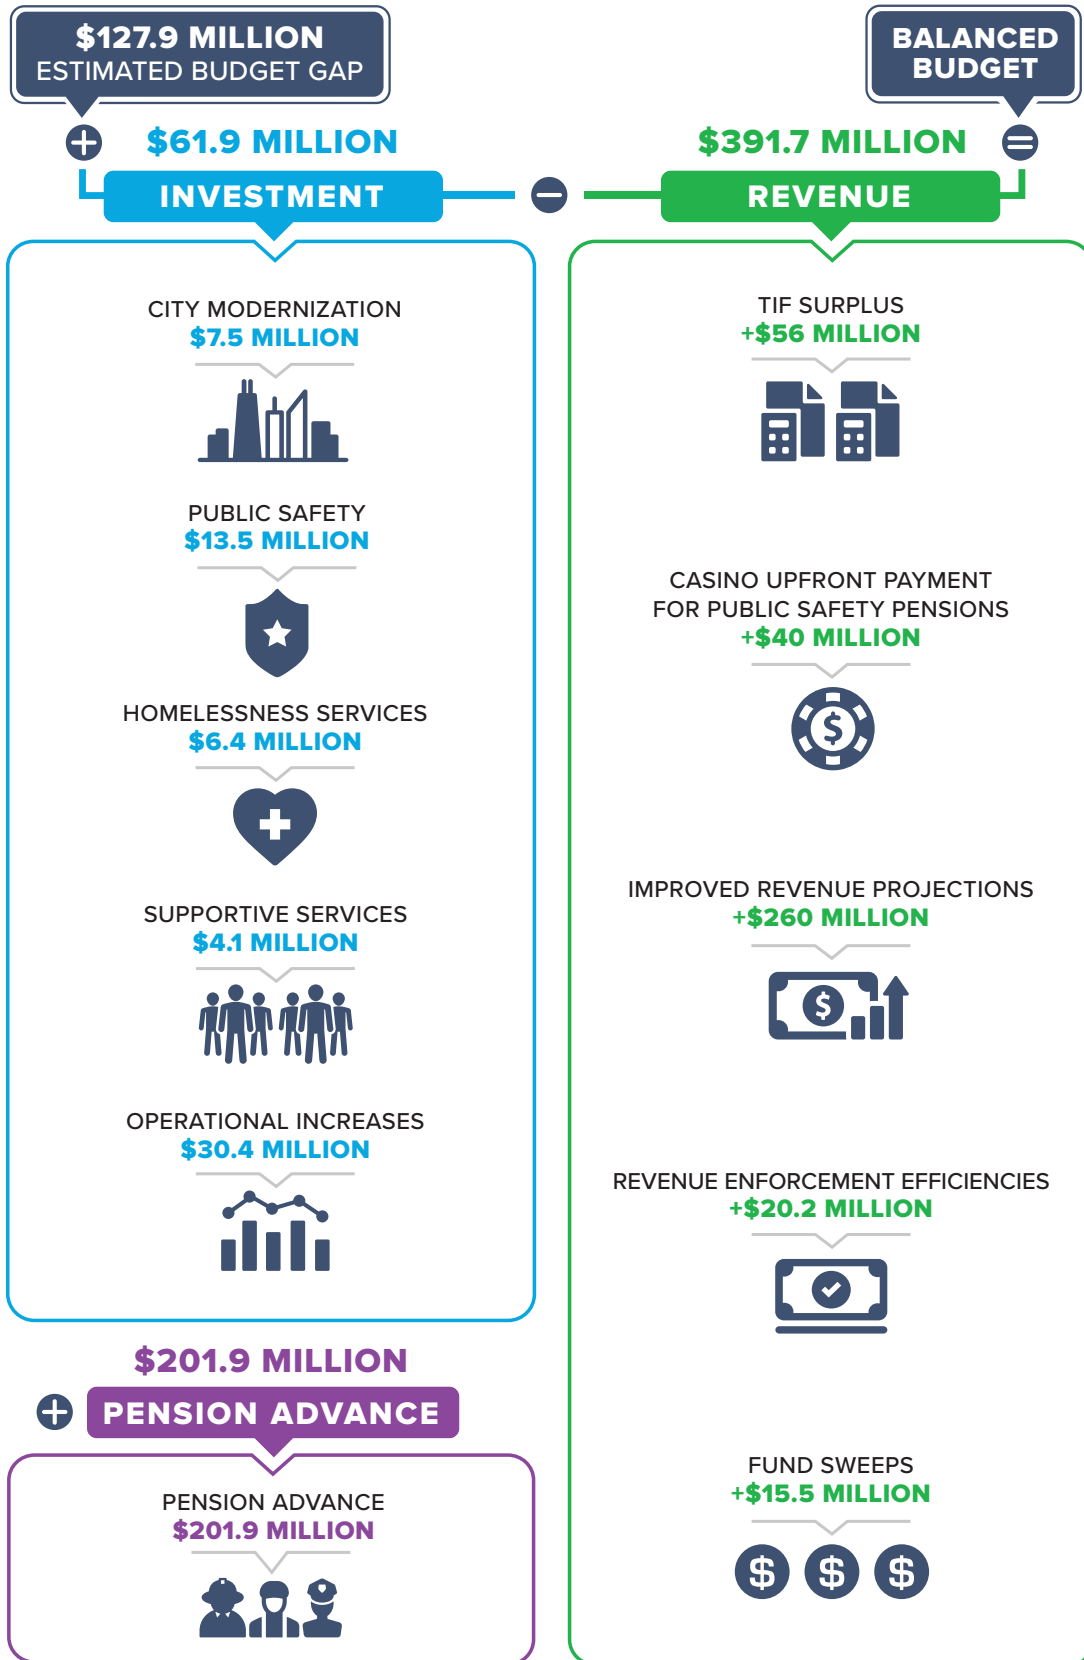 $127.9 MILLION
ESTIMATED BUDGET GAP
+
$61.9 MILLION
INVESTMENT
CITY MODERNIZATION
$7.5 MILLION
PUBLIC SAFETY
$13.5 MILLION
HOMELESSNESS SERVICES
$6.4 MILLION
SUPPORTIVE SERVICES
$4.1 MILLION
OPERATIONAL INCREASES
$30.4 MILLION
$201.9 MILLION
+ PENSION ADVANCE
PENSION ADVANCE
$201.9 MILLION
−
BALANCED
BUDGET
=
$391.7 MILLION
REVENUE
TIF SURPLUS
+$56 MILLION
CASINO UPFRONT PAYMENT
FOR PUBLIC SAFETY PENSIONS
+$40 MILLION
$
IMPROVED REVENUE PROJECTIONS
+$260 MILLION
$
REVENUE ENFORCEMENT EFFICIENCIES
+$20.2 MILLION
FUND SWEEPS
+$15.5 MILLION
$ $ $